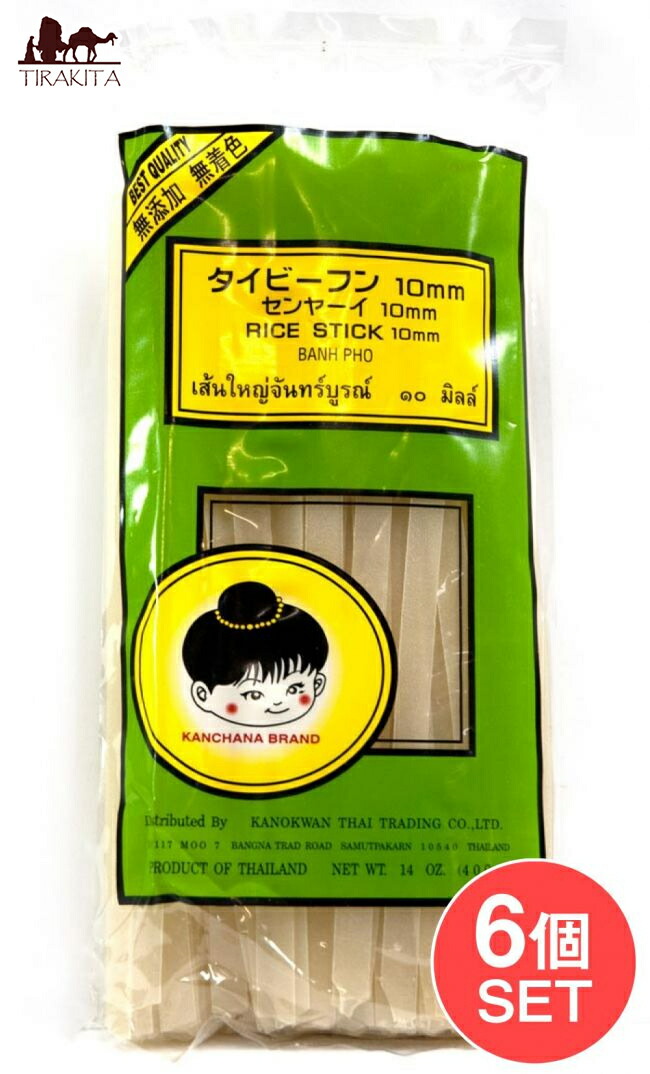 TIRAKITA
BEST QUALITY
無添加 無着色
タイビーフン 10mm
センヤーイ 10mm
RICE STICK 10mm
BANH PHO
เส้นใหญ่จันทร์บูรณ์ ๑๐ มิลล์
KANCHANA BRAND
Distributed By KANOKWAN THAI TRADING CO.,LTD.
117 MOO 7 BANGNA TRAD ROAD SAMUTPAKARN 10540 THAILAND
PRODUCT OF THAILAND NET WT. 14 OZ.
6個
SET